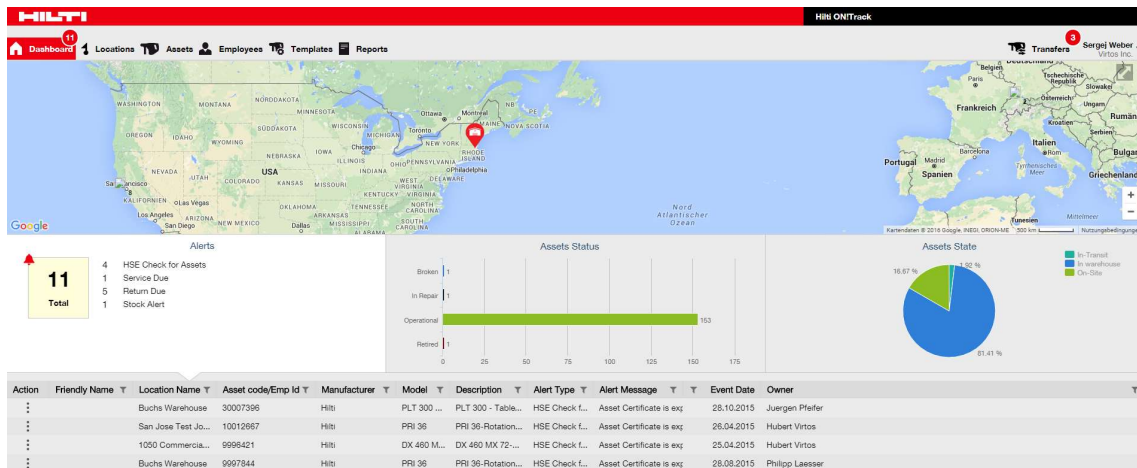 HILTI
Hilti ON!Track
11
Dashboard
Locations
Assets
Employees
Templates
Reports
3
Transfers
Sergej Weber
Virtos Inc.
WASHINGTON
MONTANA
NORDDAKOTA
MINNESOTA
Ottawa
Montreal
NB
PE
MAINE
NOVA SCOTIA
OREGON
IDAHO
WYOMING
SÜDDAKOTA
WISCONSIN
MICHIGAN
Toronto
NEW YORK
NEBRASKA
IOWA
Chicago
ILLINOIS
INDIANA
OHIO
PENNSYLVANIA
RHODE ISLAND
Philadelphia
NEVADA
UTAH
COLORADO
USA
KANSAS
MISSOURI
WEST VIRGINIA
DELAWARE
KENTUCKY
VIRGINIA
8
KALIFORNIEN
Las Vegas
OKLAHOMA
TENNESSEE
NORTH CAROLINA
Los Angeles
ARIZONA
ARKANSAS
SOUTH CAROLINA
San Diego
NEW MEXICO
Dallas
MISSISSIPPI
ALABAMA
Nord
Atlantischer
Ozean
Belgien
Deutschland
Paris
Tschechische
Republik
Slowakei
Frankreich
Österreich
Ungarn
Rumän
Kroatien
Serbien
Italien
Bulgar
Portugal
Madrid
Barcelona
Rom
Spanien
Tyrrhenisches
Meer
Griechenland
Tunesien
Mittelmeer
+
−
Google
Kartendaten © 2016 Google, INEGI, ORION-ME
500 km
Nutzungsbedingunge
Alerts
11
Total
4 HSE Check for Assets
1 Service Due
5 Return Due
1 Stock Alert
Assets Status
Broken 1
In Repair 1
Operational 153
Retired 1
0 25 50 75 100 125 150 175
Assets State
1.92 %
16.67 %
81.41 %
In-Transit
In warehouse
On-Site
Action Friendly Name Location Name Asset code/Emp Id Manufacturer Model Description Alert Type Alert Message Event Date Owner
Buchs Warehouse 30007396 Hilti PLT 300 ... PLT 300 - Table... HSE Check f... Asset Certificate is exp 28.10.2015 Juergen Pfeifer
San Jose Test Jo... 10012667 Hilti PRI 36 PRI 36-Rotation... HSE Check f... Asset Certificate is exp 26.04.2015 Hubert Virtos
1050 Commercia... 9996421 Hilti DX 460 M... DX 460 MX 72-... HSE Check f... Asset Certificate is exp 25.04.2015 Hubert Virtos
Buchs Warehouse 9997844 Hilti PRI 36 PRI 36-Rotation... HSE Check f... Asset Certificate is exp 28.08.2015 Philipp Laesser